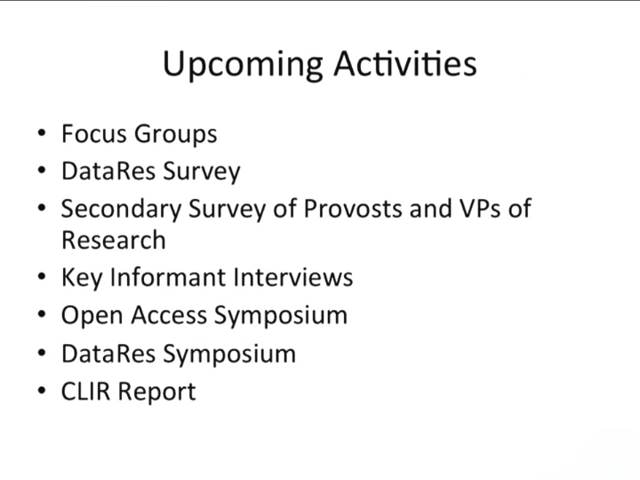 Upcoming Activities
• Focus Groups
• DataRes Survey
• Secondary Survey of Provosts and VPs of
Research
• Key Informant Interviews
• Open Access Symposium
• DataRes Symposium
• CLIR Report